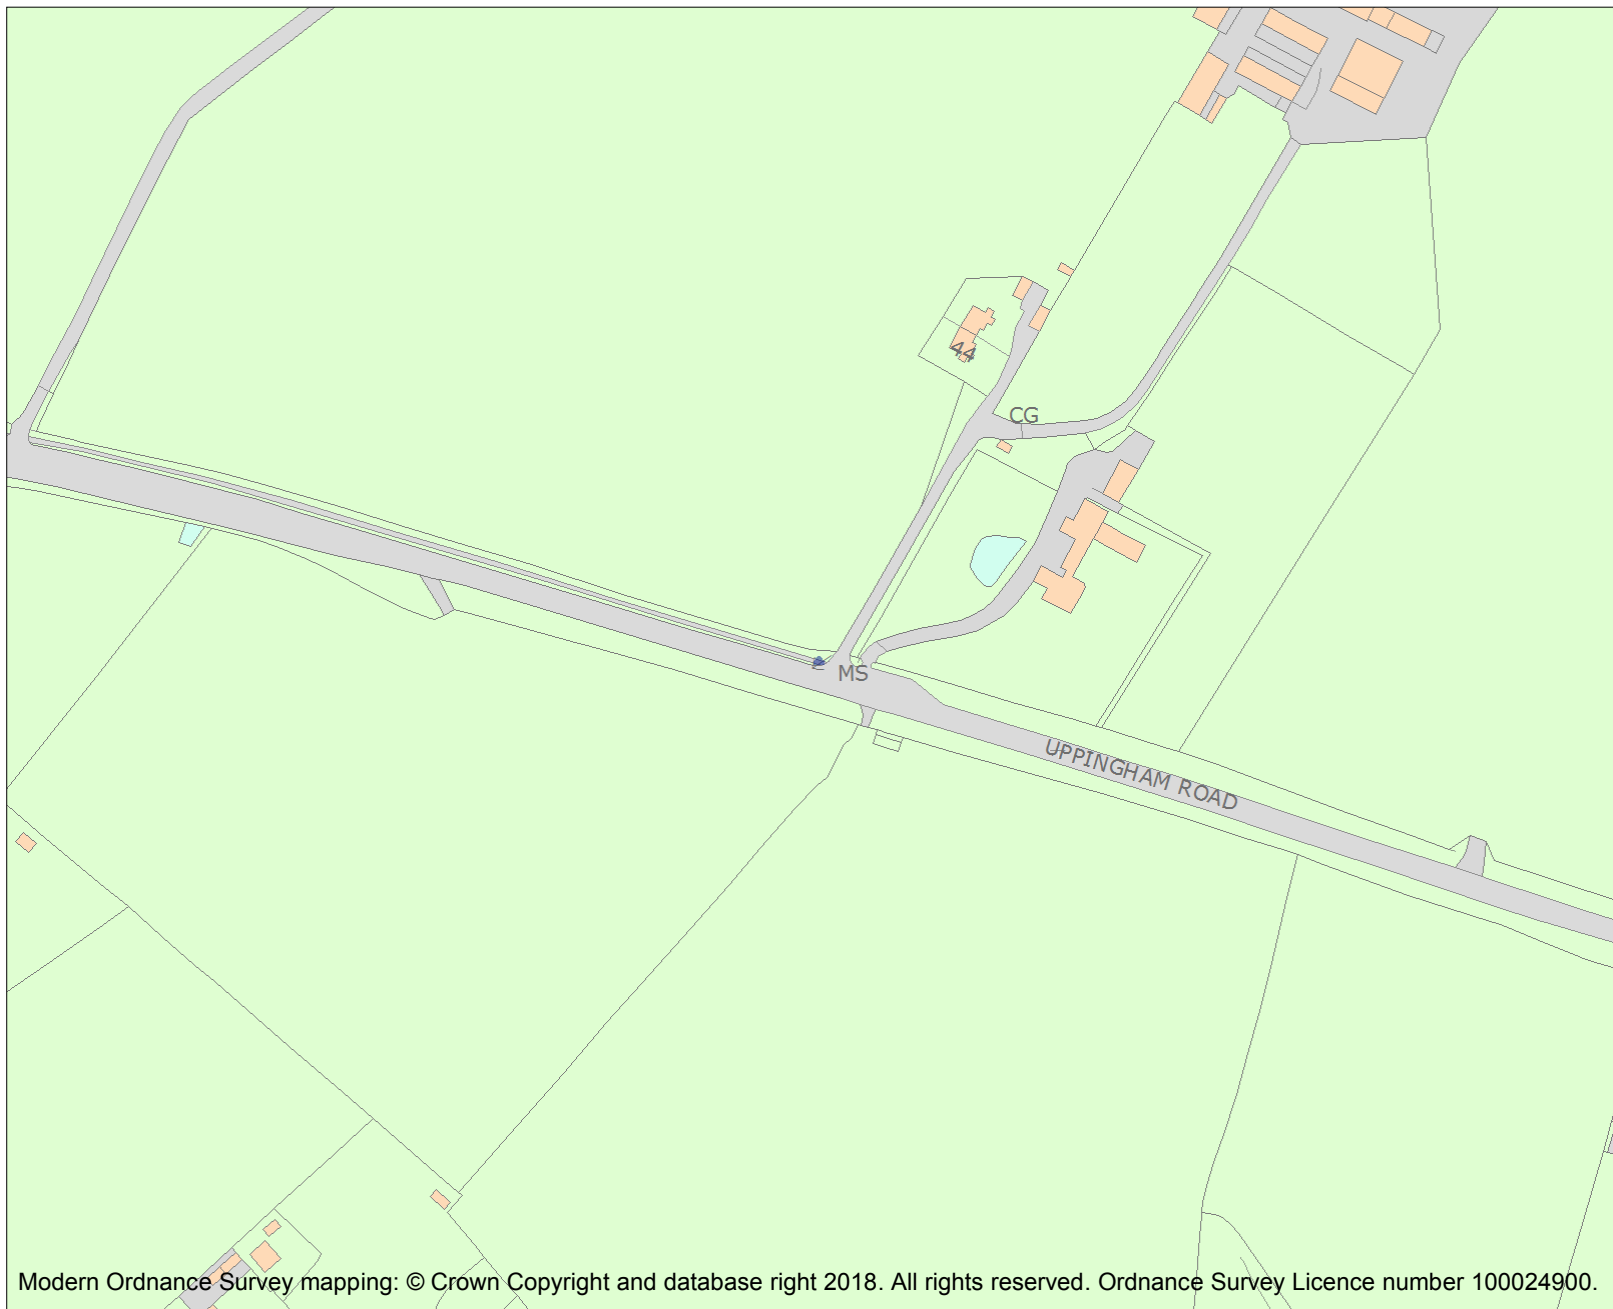 44
CG
MS
UPPINGHAM ROAD
Modern Ordnance Survey mapping: © Crown Copyright and database right 2018. All rights reserved. Ordnance Survey Licence number 100024900.